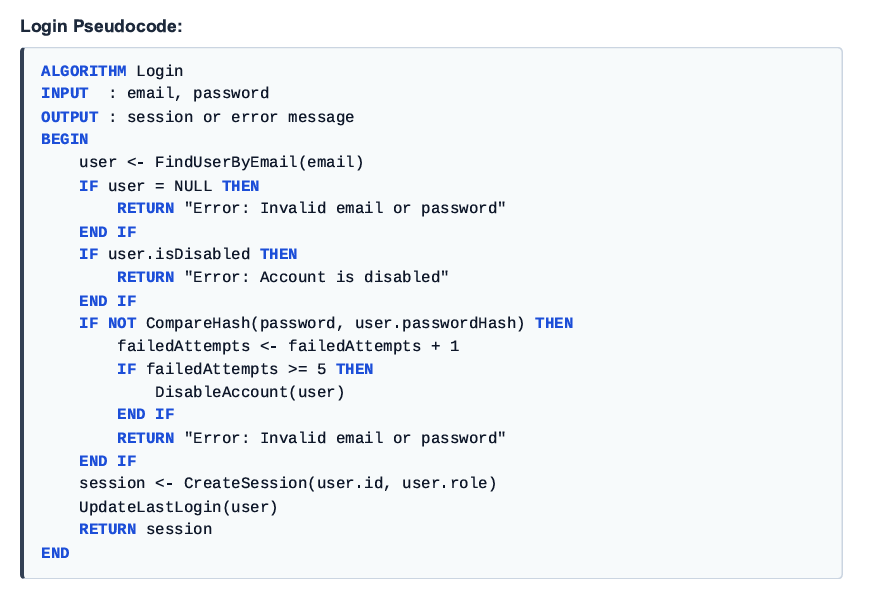 Login Pseudocode:
ALGORITHM Login
INPUT  : email, password
OUTPUT : session or error message
BEGIN
    user <- FindUserByEmail(email)
    IF user = NULL THEN
        RETURN "Error: Invalid email or password"
    END IF
    IF user.isDisabled THEN
        RETURN "Error: Account is disabled"
    END IF
    IF NOT CompareHash(password, user.passwordHash) THEN
        failedAttempts <- failedAttempts + 1
        IF failedAttempts >= 5 THEN
            DisableAccount(user)
        END IF
        RETURN "Error: Invalid email or password"
    END IF
    session <- CreateSession(user.id, user.role)
    UpdateLastLogin(user)
    RETURN session
END